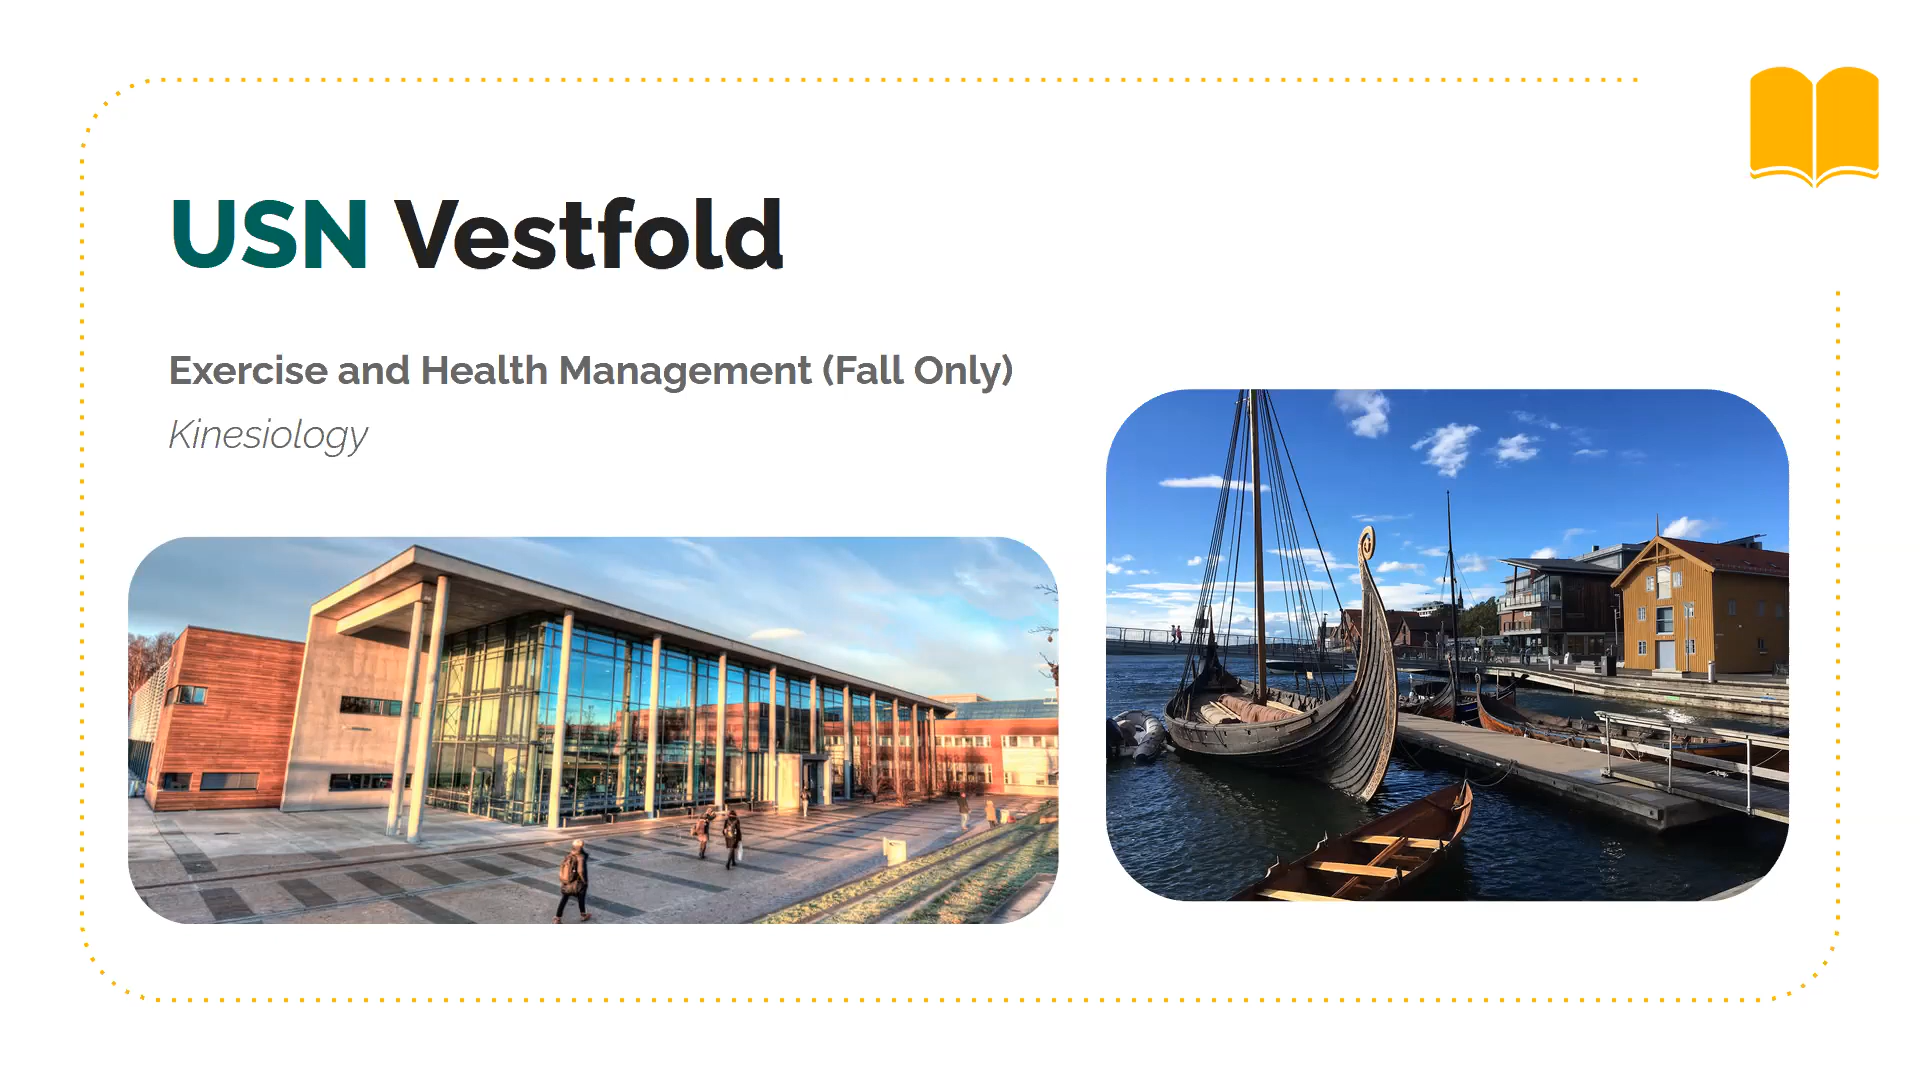 USN Vestfold
Exercise and Health Management (Fall Only)
Kinesiology